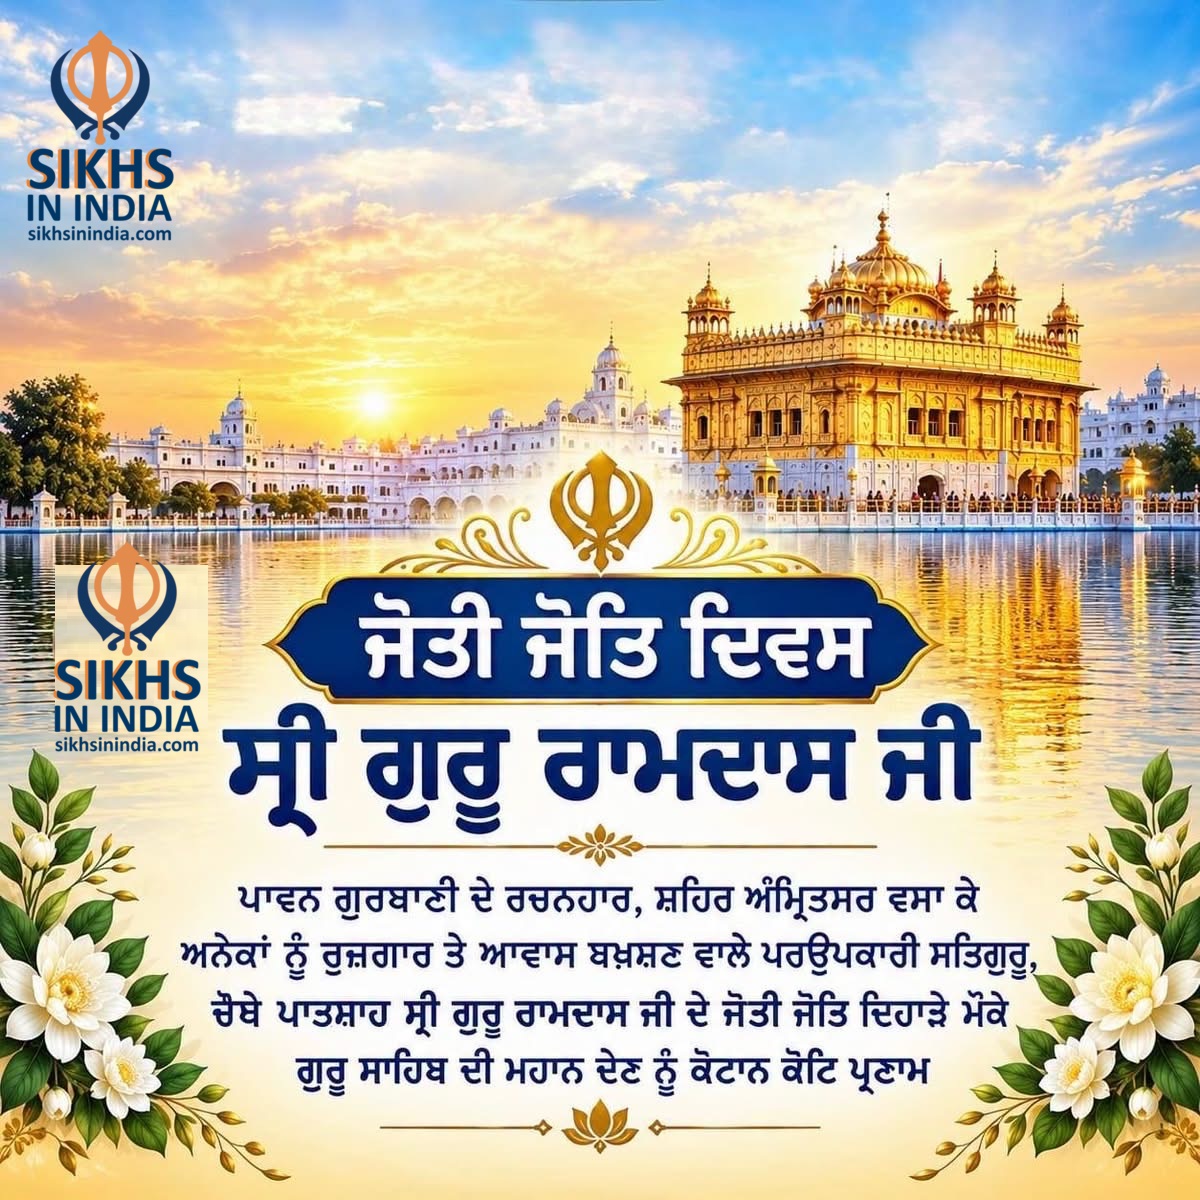 SIKHS
IN INDIA
sikhsinindia.com
ਜੋਤੀ ਜੋਤਿ ਦਿਵਸ
SIKHS
IN INDIA
sikhsinindia.com
ਸ੍ਰੀ ਗੁਰੂ ਰਾਮਦਾਸ ਜੀ
ਪਾਵਨ ਗੁਰਬਾਣੀ ਦੇ ਰਚਨਹਾਰ, ਸ਼ਹਿਰ ਅੰਮ੍ਰਿਤਸਰ ਵਸਾ ਕੇ
ਅਨੇਕਾਂ ਨੂੰ ਰੁਜ਼ਗਾਰ ਤੇ ਆਵਾਸ ਬਖ਼ਸ਼ਣ ਵਾਲੇ ਪਰਉਪਕਾਰੀ ਸਤਿਗੁਰੂ,
ਚੌਥੇ ਪਾਤਸ਼ਾਹ ਸ੍ਰੀ ਗੁਰੂ ਰਾਮਦਾਸ ਜੀ ਦੇ ਜੋਤੀ ਜੋਤਿ ਦਿਹਾੜੇ ਮੌਕੇ
ਗੁਰੂ ਸਾਹਿਬ ਦੀ ਮਹਾਨ ਦੇਣ ਨੂੰ ਕੋਟਾਨ ਕੋਟਿ ਪ੍ਰਣਾਮ